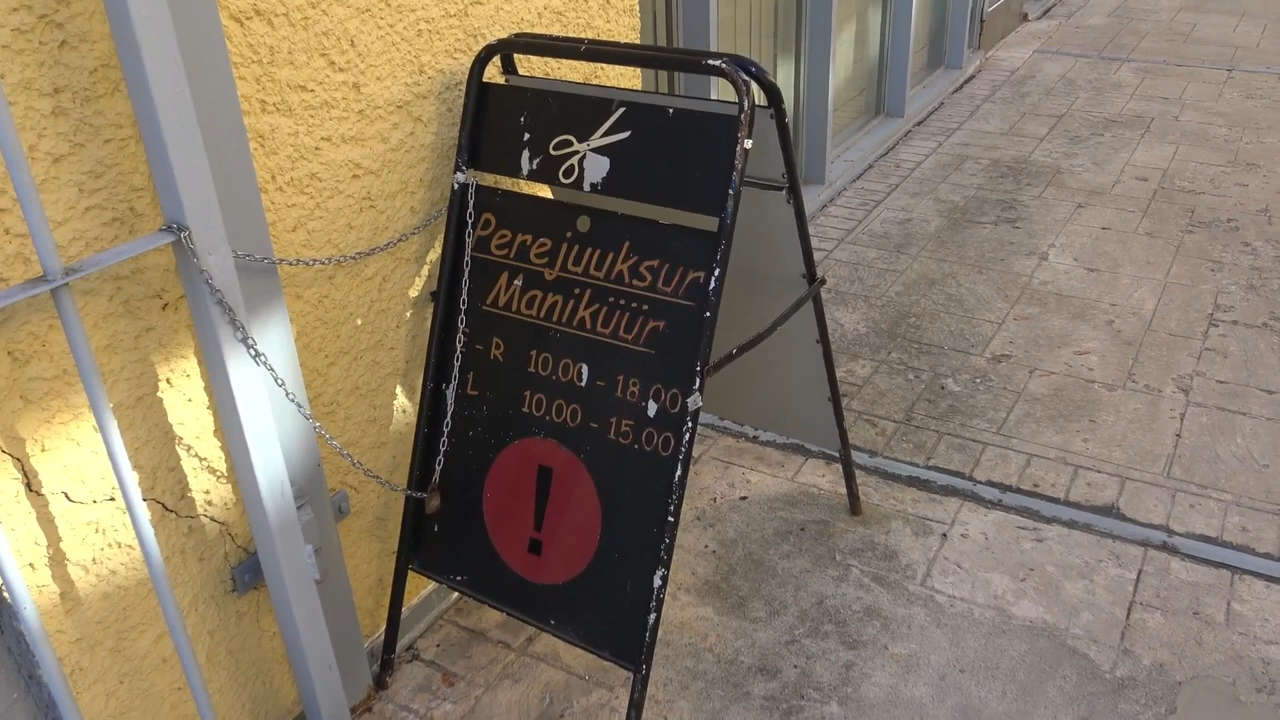 Perejuuksur
Maniküür
E - R 10.00 - 18.00
L 10.00 - 15.00
!